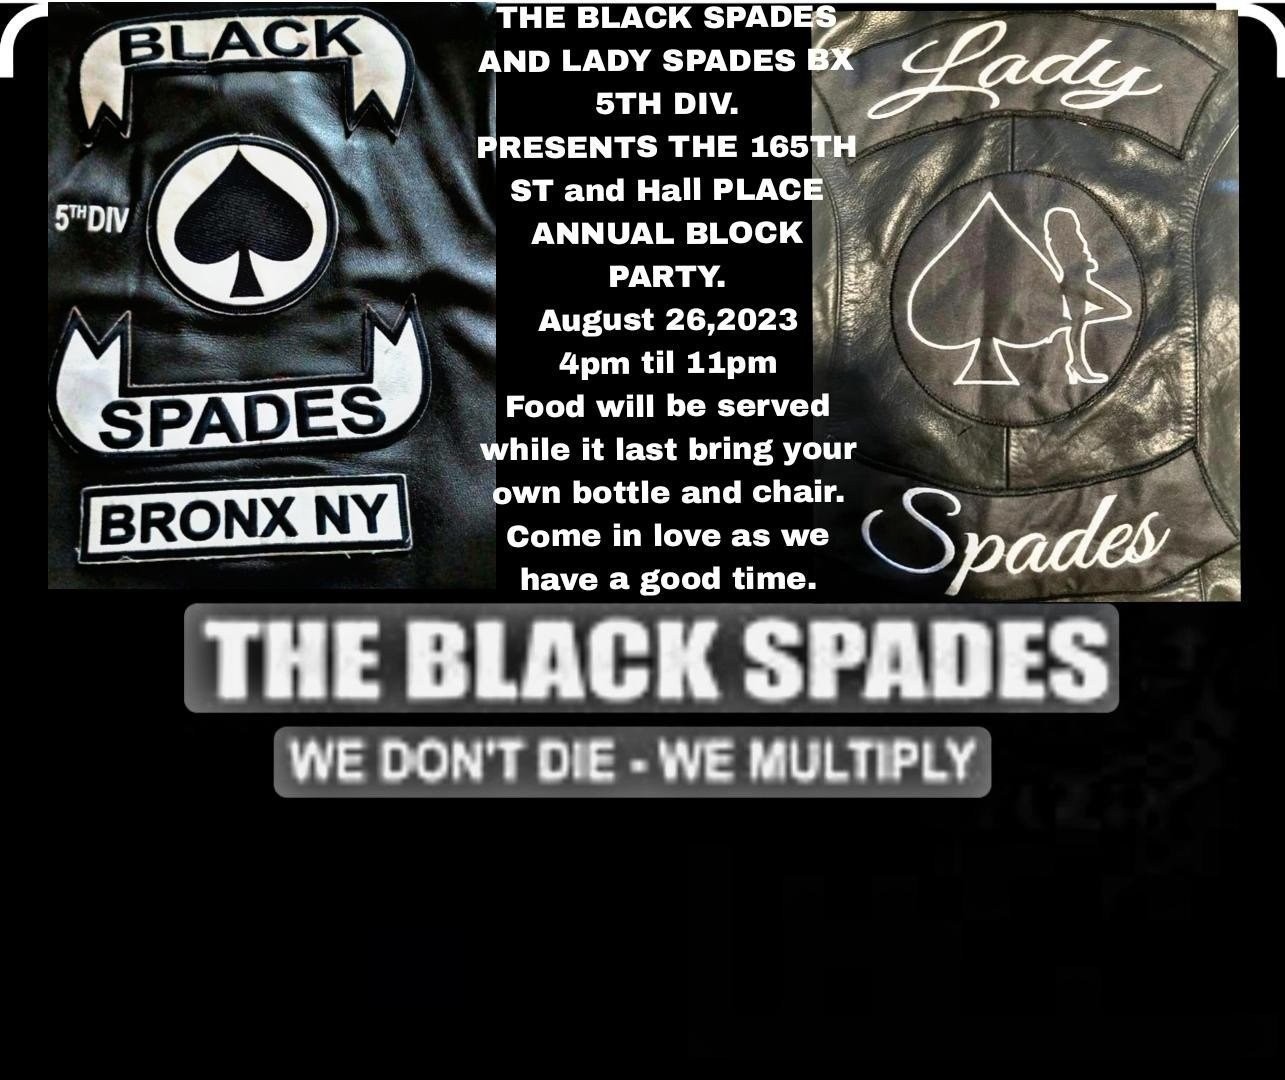 BLACK
5TH DIV
SPADES
BRONX NY
THE BLACK SPADES
AND LADY SPADES BX
5TH DIV.
PRESENTS THE 165TH
ST and Hall PLACE
ANNUAL BLOCK
PARTY.
August 26,2023
4pm til 11pm
Food will be served
while it last bring your
own bottle and chair.
Come in love as we
have a good time.
Lady
Spades
THE BLACK SPADES
WE DON'T DIE - WE MULTIPLY